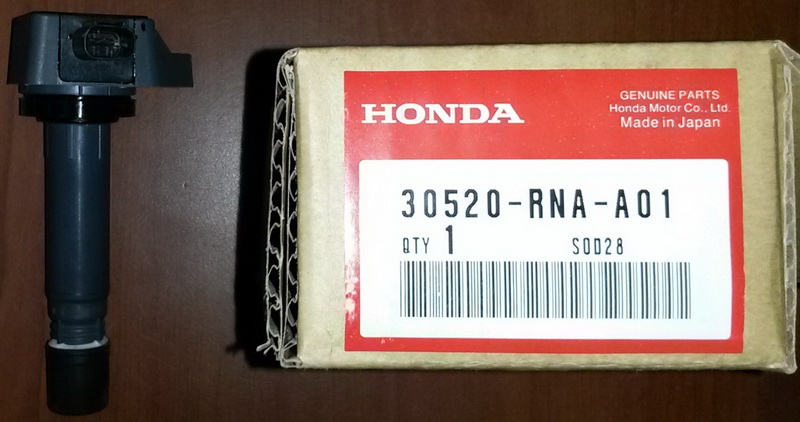 HONDA
GENUINE PARTS
Honda Motor Co., Ltd.
Made in Japan
30520-RNA-A01
QTY 1
S0D28